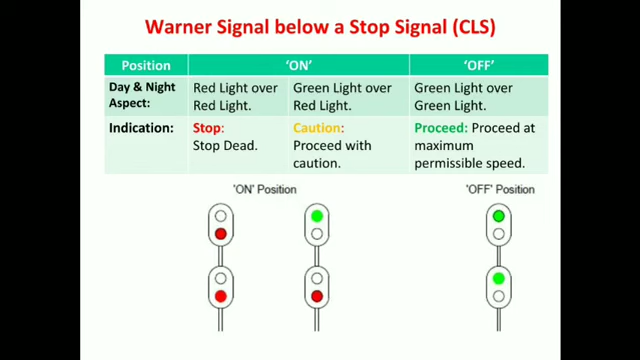 Warner Signal below a Stop Signal (CLS)
Position 'ON' 'OFF'
Day & Night Aspect: Red Light over Red Light. Green Light over Red Light. Green Light over Green Light.
Indication: Stop: Stop Dead. Caution: Proceed with caution. Proceed: Proceed at maximum permissible speed.
'ON' Position 'OFF' Position